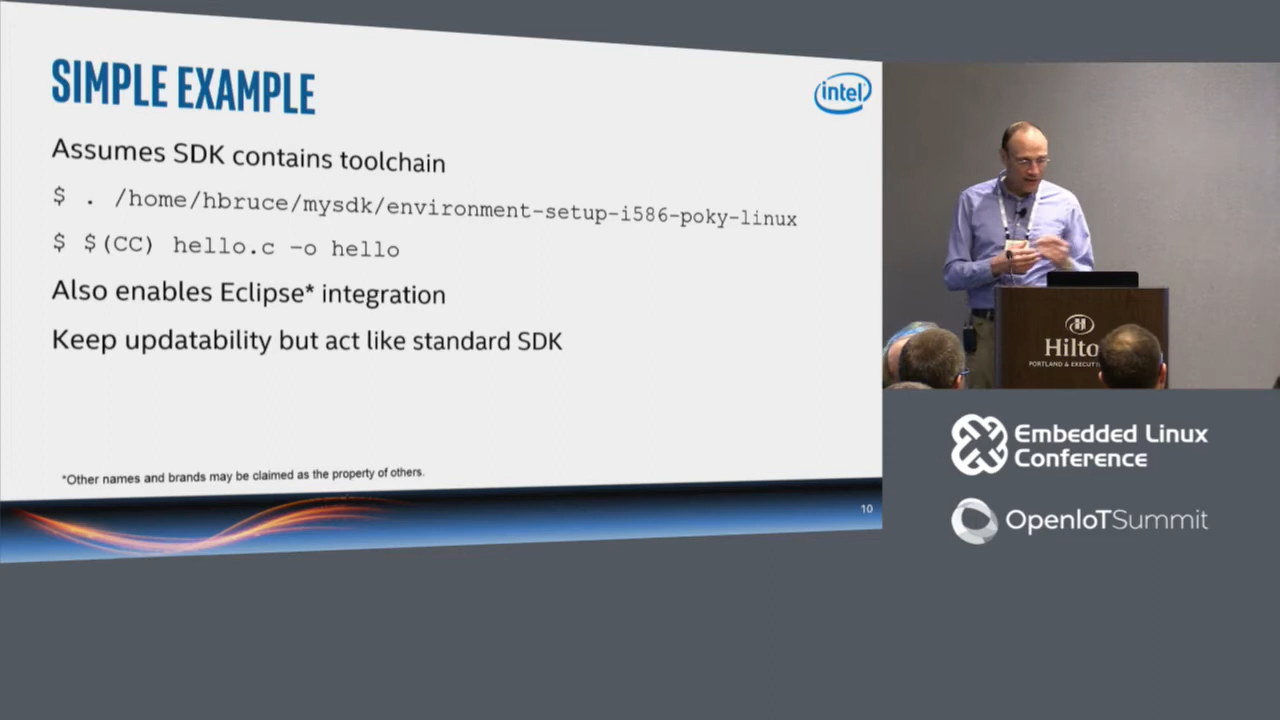 SIMPLE EXAMPLE
intel
Assumes SDK contains toolchain
$ . /home/hbruce/mysdk/environment-setup-i586-poky-linux
$ $(CC) hello.c –o hello
Also enables Eclipse* integration
Keep updatability but act like standard SDK
*Other names and brands may be claimed as the property of others.
10
H
Hilto
PORTLAND & EXECUT
Embedded Linux
Conference
OpenIoTSummit